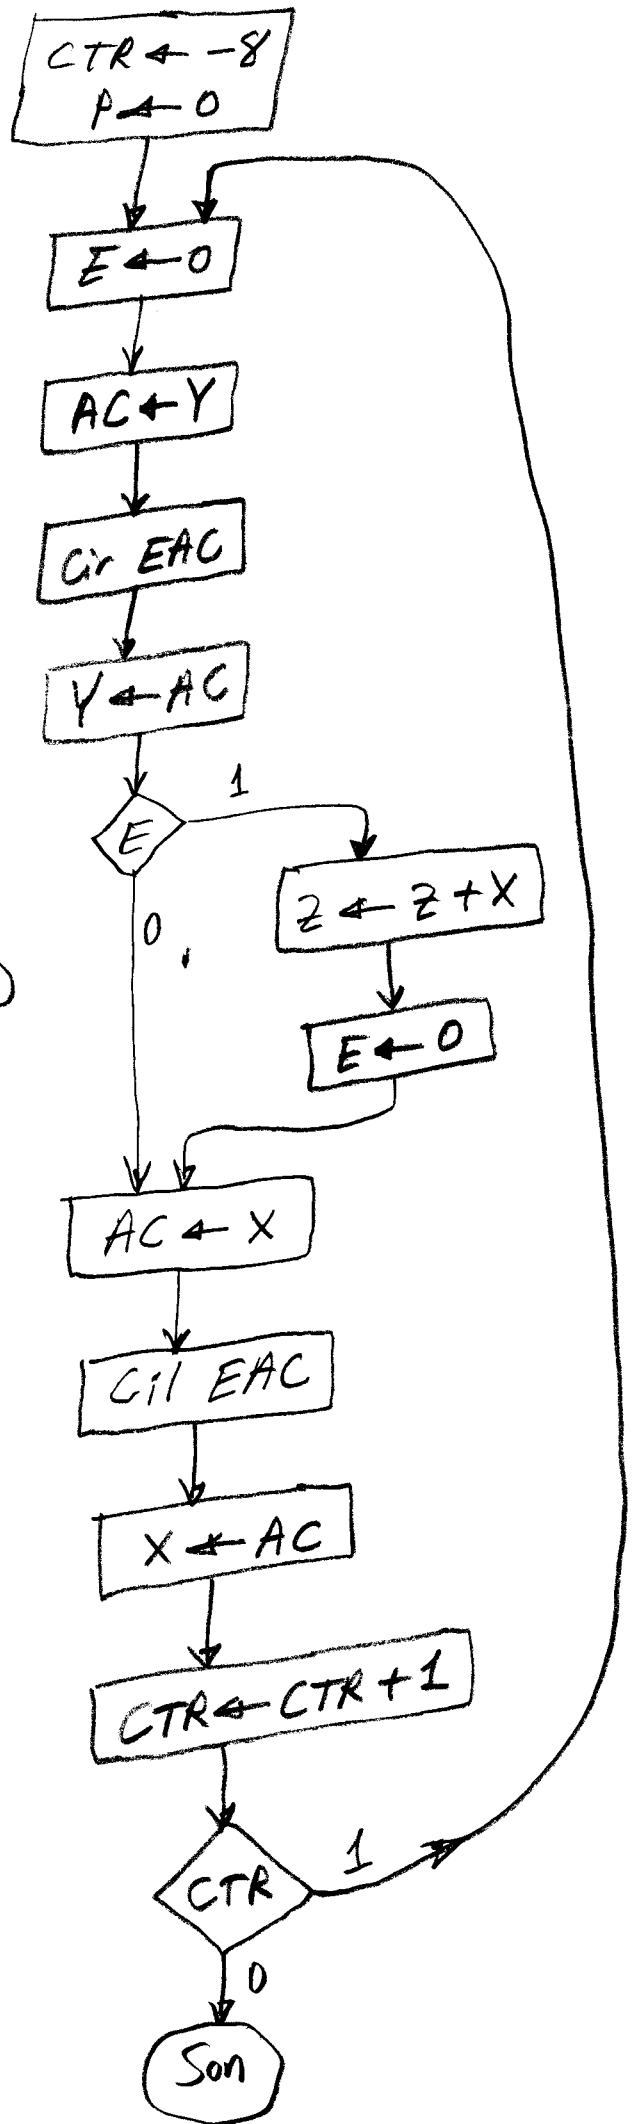 CTR ← -8
P ← 0
E ← 0
AC ← Y
Cir EAC
Y ← AC
E
1
0
Z ← Z + X
E ← 0
AC ← X
Cil EAC
X ← AC
CTR ← CTR + 1
CTR
1
0
Son